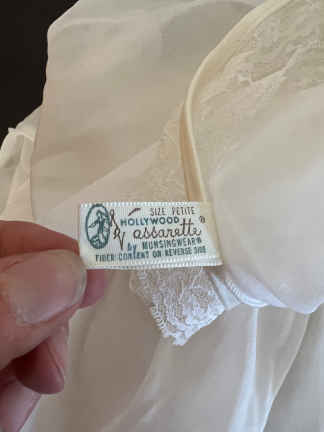 SIZE PETITE
HOLLYWOOD
Vassarette®
by MUNSINGWEAR®
FIBER CONTENT ON REVERSE SIDE